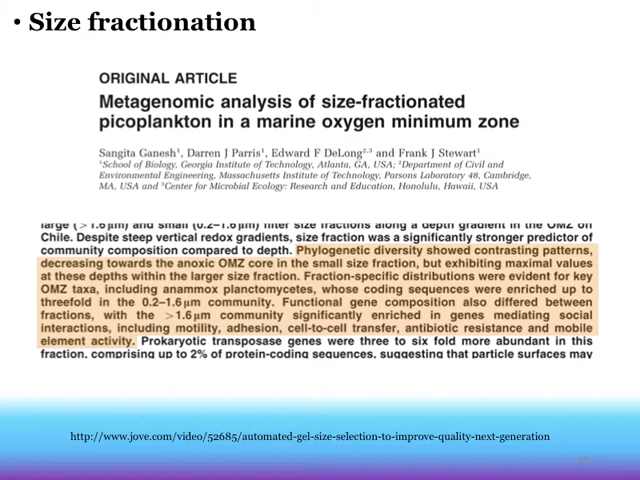 • Size fractionation
ORIGINAL ARTICLE
Metagenomic analysis of size-fractionated
picoplankton in a marine oxygen minimum zone
Sangita Ganesh¹, Darren J Parris¹, Edward F DeLong²,³ and Frank J Stewart¹
¹School of Biology, Georgia Institute of Technology, Atlanta, GA, USA; ²Department of Civil and
Environmental Engineering, Massachusetts Institute of Technology, Parsons Laboratory 48, Cambridge,
MA, USA and ³Center for Microbial Ecology: Research and Education, Honolulu, Hawaii, USA
large (>1.6 μm) and small (0.2–1.6 μm) filter size fractions along a depth gradient in the OMZ off
Chile. Despite steep vertical redox gradients, size fraction was a significantly stronger predictor of
community composition compared to depth. Phylogenetic diversity showed contrasting patterns,
decreasing towards the anoxic OMZ core in the small size fraction, but exhibiting maximal values
at these depths within the larger size fraction. Fraction-specific distributions were evident for key
OMZ taxa, including anammox planctomycetes, whose coding sequences were enriched up to
threefold in the 0.2–1.6 μm community. Functional gene composition also differed between
fractions, with the >1.6 μm community significantly enriched in genes mediating social
interactions, including motility, adhesion, cell-to-cell transfer, antibiotic resistance and mobile
element activity. Prokaryotic transposase genes were three to six fold more abundant in this
fraction, comprising up to 2% of protein-coding sequences, suggesting that particle surfaces may
http://www.jove.com/video/52685/automated-gel-size-selection-to-improve-quality-next-generation